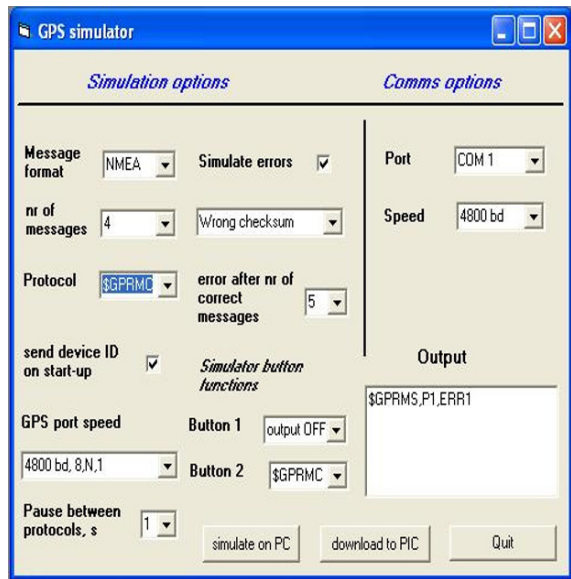 GPS simulator
Simulation options
Comms options
Message format
NMEA
Simulate errors
Port
COM 1
nr of messages
4
Wrong checksum
Speed
4800 bd
Protocol
$GPRMC
error after nr of correct messages
5
send device ID on start-up
Simulator button functions
Output
$GPRMS,P1,ERR1
GPS port speed
4800 bd, 8,N,1
Button 1
output OFF
Button 2
$GPRMC
Pause between protocols, s
1
simulate on PC
download to PIC
Quit